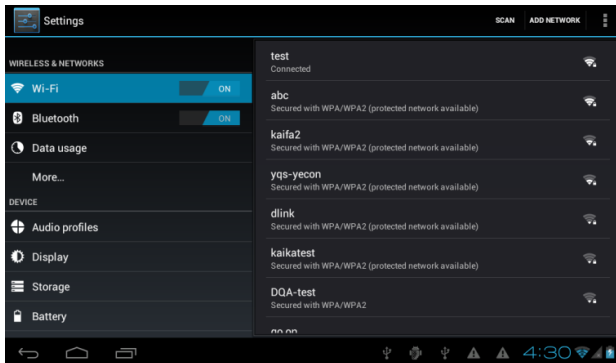 Settings
SCAN ADD NETWORK
WIRELESS & NETWORKS
Wi-Fi ON
Bluetooth ON
Data usage
More...
DEVICE
Audio profiles
Display
Storage
Battery
test
Connected
abc
Secured with WPA/WPA2 (protected network available)
kaifa2
Secured with WPA/WPA2 (protected network available)
yqs-yecon
Secured with WPA/WPA2 (protected network available)
dlink
Secured with WPA/WPA2 (protected network available)
kaikatest
Secured with WPA/WPA2 (protected network available)
DQA-test
Secured with WPA/WPA2
4:30